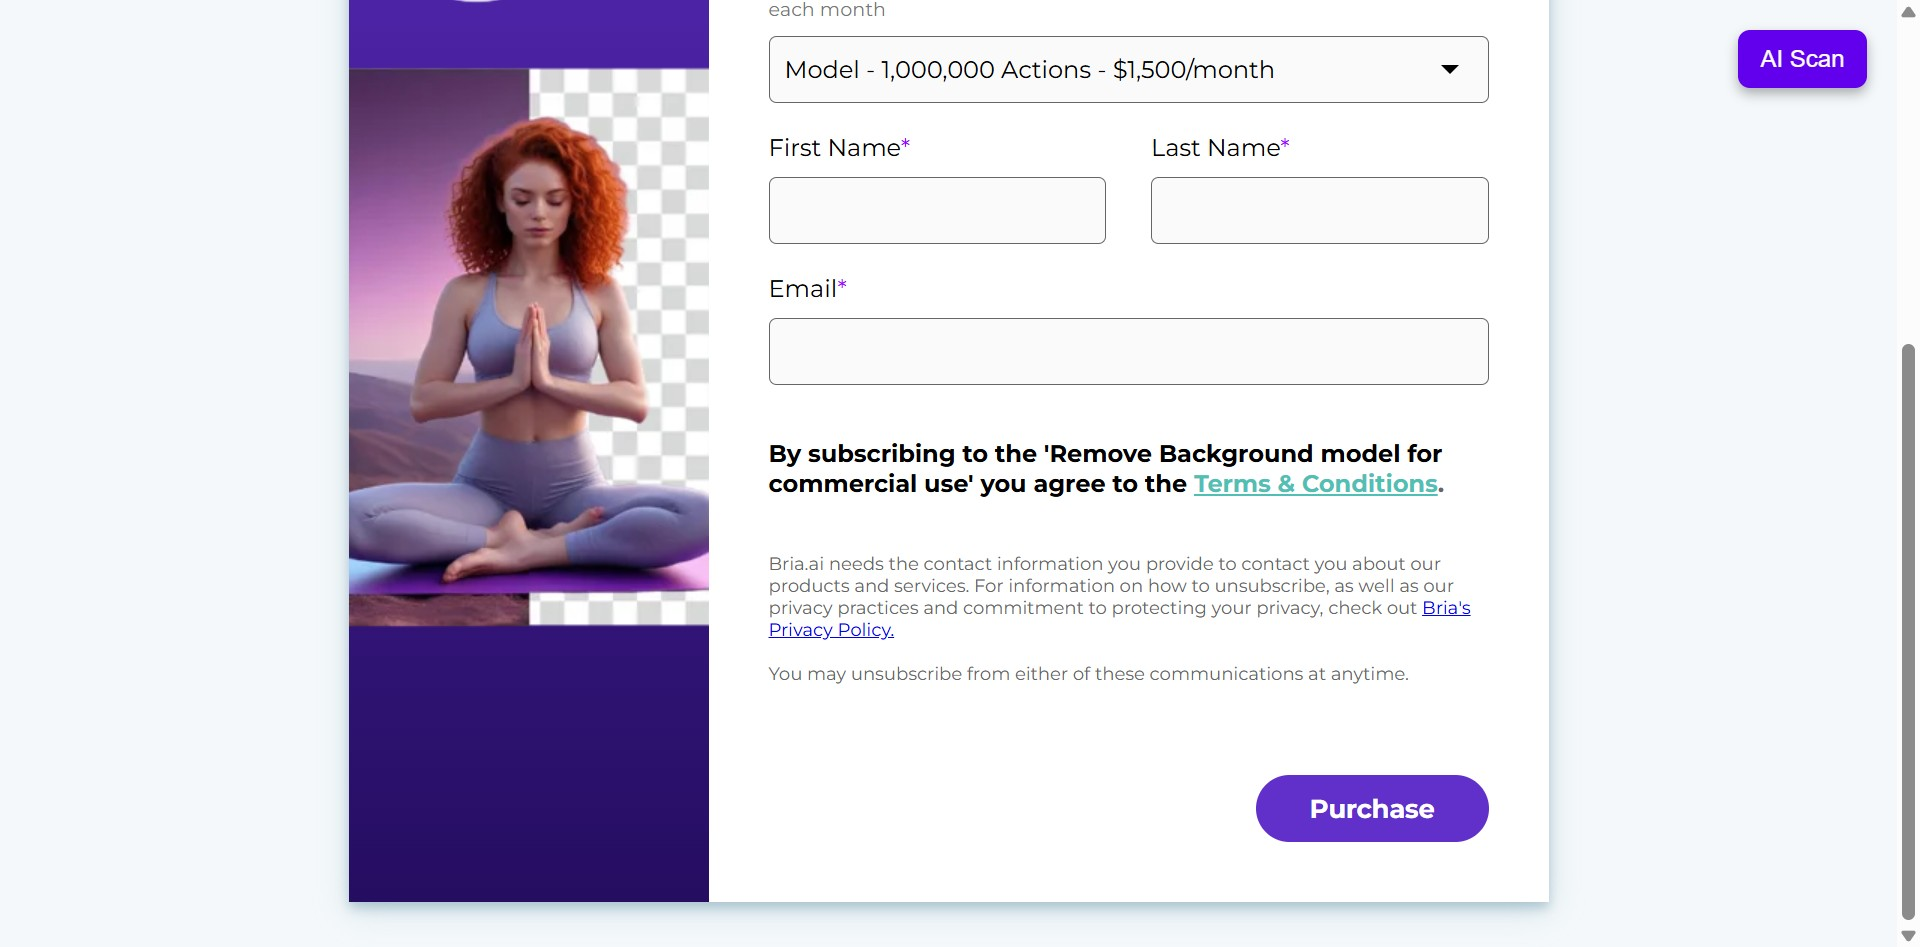 each month
Model - 1,000,000 Actions - $1,500/month
AI Scan
First Name*
Last Name*
Email*
By subscribing to the 'Remove Background model for
commercial use' you agree to the Terms & Conditions.
Bria.ai needs the contact information you provide to contact you about our
products and services. For information on how to unsubscribe, as well as our
privacy practices and commitment to protecting your privacy, check out Bria's
Privacy Policy.
You may unsubscribe from either of these communications at anytime.
Purchase